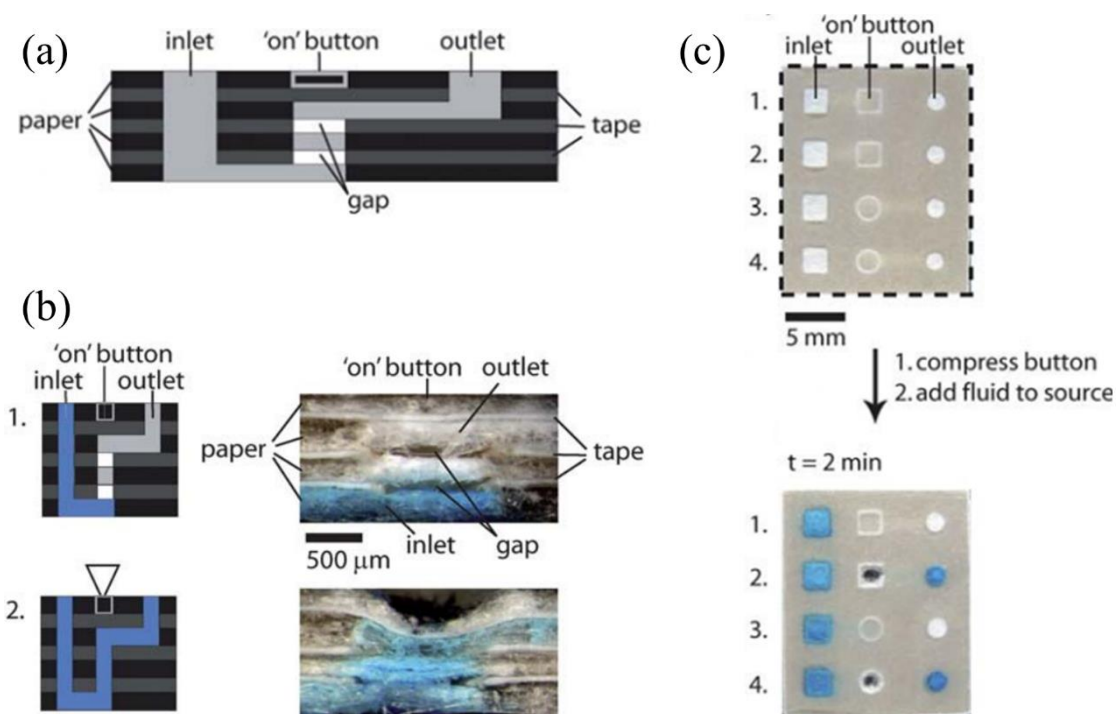 (a)
inlet
'on' button
outlet
paper
tape
gap
(b)
'on' button
inlet
outlet
1.
2.
'on' button
outlet
paper
tape
inlet
gap
500 μm
(c)
'on' button
inlet
outlet
1.
2.
3.
4.
5 mm
1. compress button
2. add fluid to source
t = 2 min
1.
2.
3.
4.